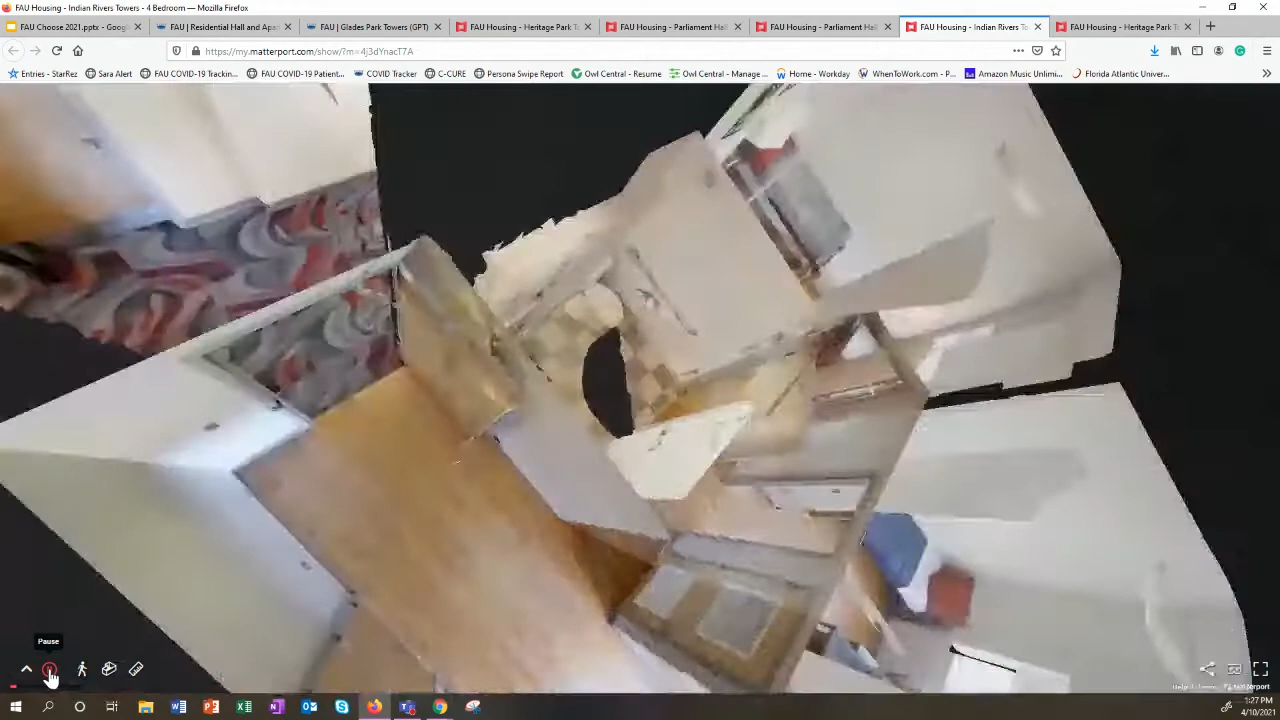 FAU Housing - Indian Rivers Towers - 4 Bedroom — Mozilla Firefox
FAU Choose 2021.pptx - Googl
FAU | Residential Hall and Apar
FAU | Glades Park Towers (GPT)
FAU Housing - Heritage Park T
FAU Housing - Parliament Hall
FAU Housing - Parliament Hall
FAU Housing - Indian Rivers To
FAU Housing - Heritage Park T
https://my.matterport.com/show/?m=4j3dYnacT7A
Entries - StarRez
Sara Alert
FAU COVID-19 Trackin...
FAU COVID-19 Patient...
COVID Tracker
C-CURE
Persona Swipe Report
Owl Central - Resume
Owl Central - Manage ...
Home - Workday
WhenToWork.com - P...
Amazon Music Unlimi...
Florida Atlantic Univer...
Pause
1:27 PM
4/10/2021